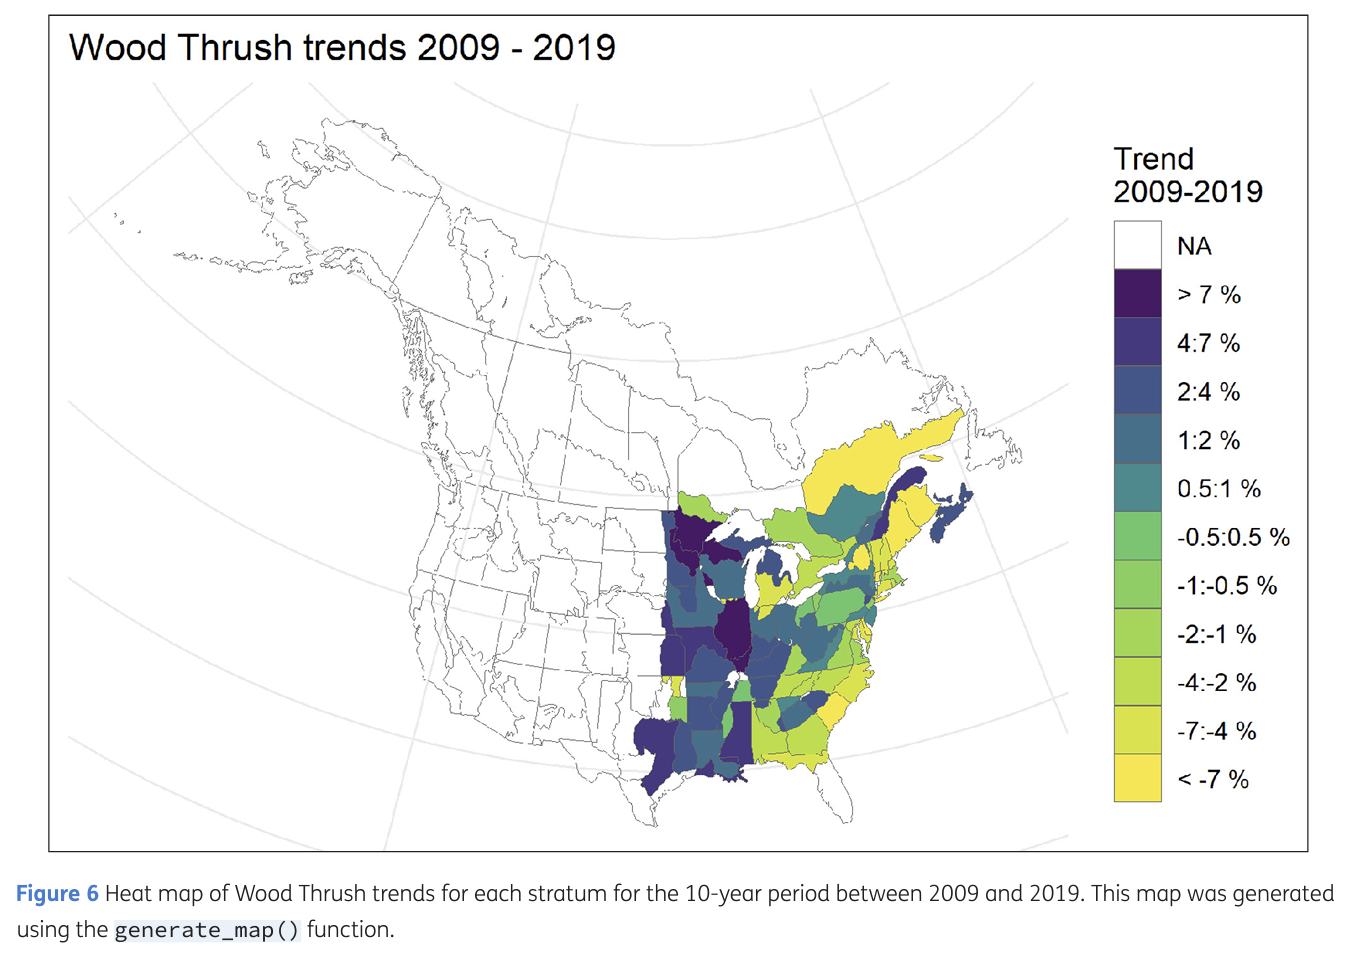 Wood Thrush trends 2009 - 2019
Trend
2009-2019
NA
> 7 %
4:7 %
2:4 %
1:2 %
0.5:1 %
-0.5:0.5 %
-1:-0.5 %
-2:-1 %
-4:-2 %
-7:-4 %
< -7 %
Figure 6 Heat map of Wood Thrush trends for each stratum for the 10-year period between 2009 and 2019. This map was generated
using the generate_map() function.